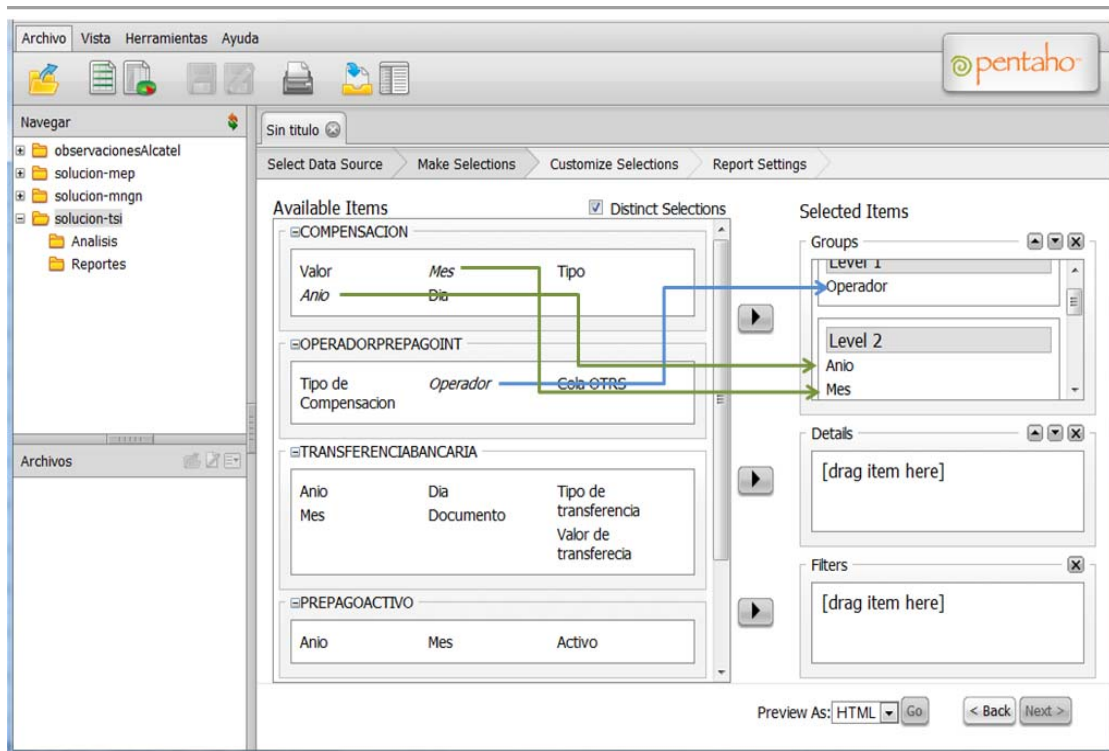 Archivo Vista Herramientas Ayuda
pentaho
Navegar
observacionesAlcatel
solucion-mep
solucion-mngn
solucion-tsi
Analisis
Reportes
Archivos
Sin titulo
Select Data Source Make Selections Customize Selections Report Settings
Available Items Distinct Selections
COMPENSACION
Valor Mes Tipo
Anio Dia
OPERADORPREPAGOINT
Tipo de Compensacion Operador Cola OTRS
TRANSFERENCIABANCARIA
Anio Dia Tipo de transferencia
Mes Documento Valor de transferecia
PREPAGOACTIVO
Anio Mes Activo
Selected Items
Groups
Level 1
Operador
Level 2
Anio
Mes
Details
[drag item here]
Filters
[drag item here]
Preview As: HTML Go < Back Next >